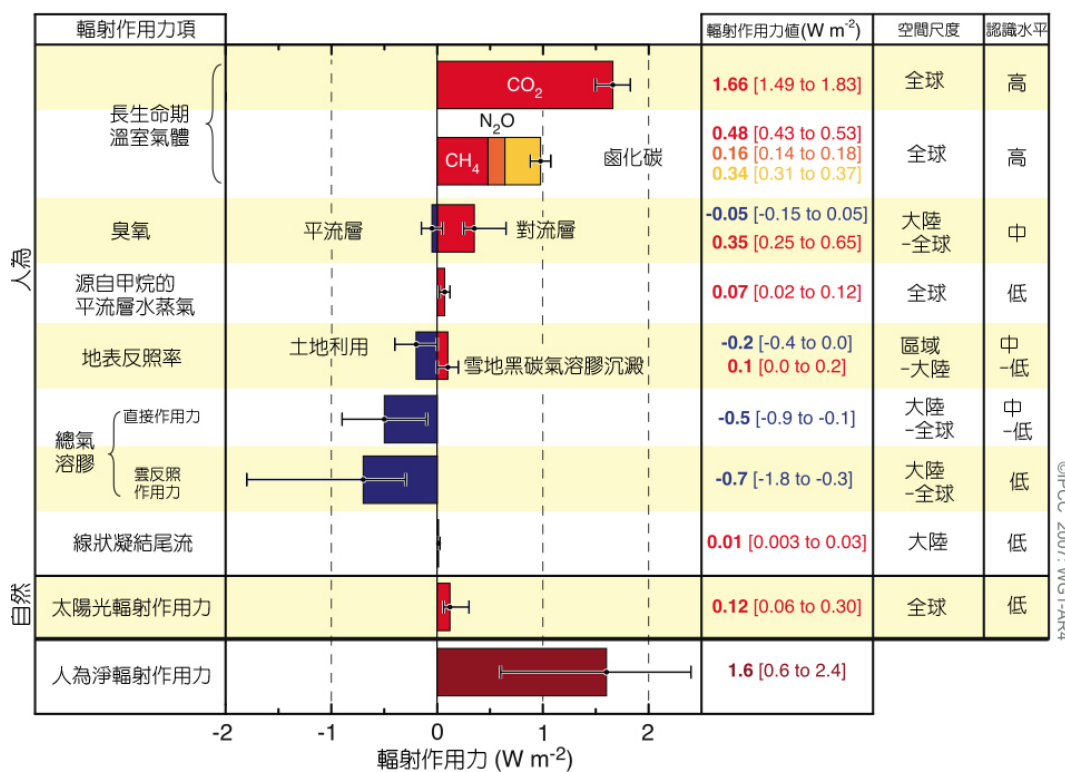 輻射作用力項
輻射作用力值(W m-2)
空間尺度
認識水平
人為
長生命期
溫室氣體
CO2
1.66 [1.49 to 1.83]
全球
高
N2O
CH4
鹵化碳
0.48 [0.43 to 0.53]
0.16 [0.14 to 0.18]
0.34 [0.31 to 0.37]
全球
高
臭氧
平流層
對流層
-0.05 [-0.15 to 0.05]
0.35 [0.25 to 0.65]
大陸
-全球
中
源自甲烷的
平流層水蒸氣
0.07 [0.02 to 0.12]
全球
低
地表反照率
土地利用
雪地黑碳氣溶膠沉澱
-0.2 [-0.4 to 0.0]
0.1 [0.0 to 0.2]
區域
-大陸
中
-低
總氣
溶膠
直接作用力
-0.5 [-0.9 to -0.1]
大陸
-全球
中
-低
雲反照
作用力
-0.7 [-1.8 to -0.3]
大陸
-全球
低
線狀凝結尾流
0.01 [0.003 to 0.03]
大陸
低
自然
太陽光輻射作用力
0.12 [0.06 to 0.30]
全球
低
人為淨輻射作用力
1.6 [0.6 to 2.4]
-2 -1 0 1 2
輻射作用力 (W m-2)
©IPCC 2007: WG1-AR4